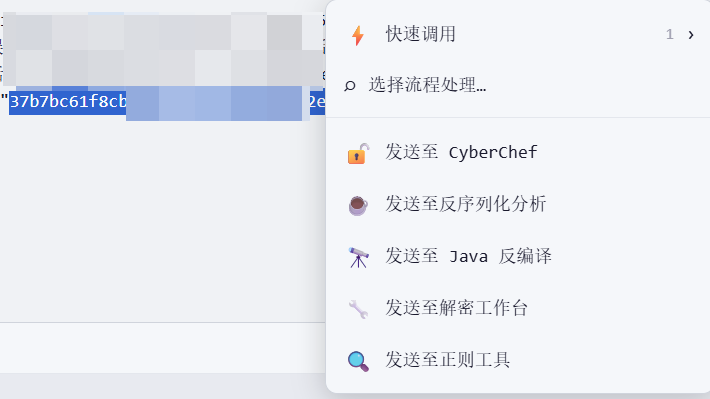 快速调用 1 ›
选择流程处理…
"37b7bc61f8cb 2e
发送至 CyberChef
发送至反序列化分析
发送至 Java 反编译
发送至解密工作台
发送至正则工具